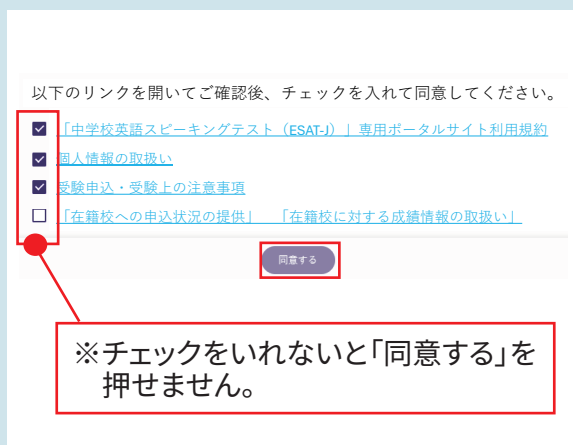 以下のリンクを開いてご確認後、チェックを入れて同意してください。
「中学校英語スピーキングテスト（ESAT-J）」専用ポータルサイト利用規約
個人情報の取扱い
受験申込・受験上の注意事項
「在籍校への申込状況の提供」　「在籍校に対する成績情報の取扱い」
同意する
※チェックをいれないと「同意する」を
押せません。